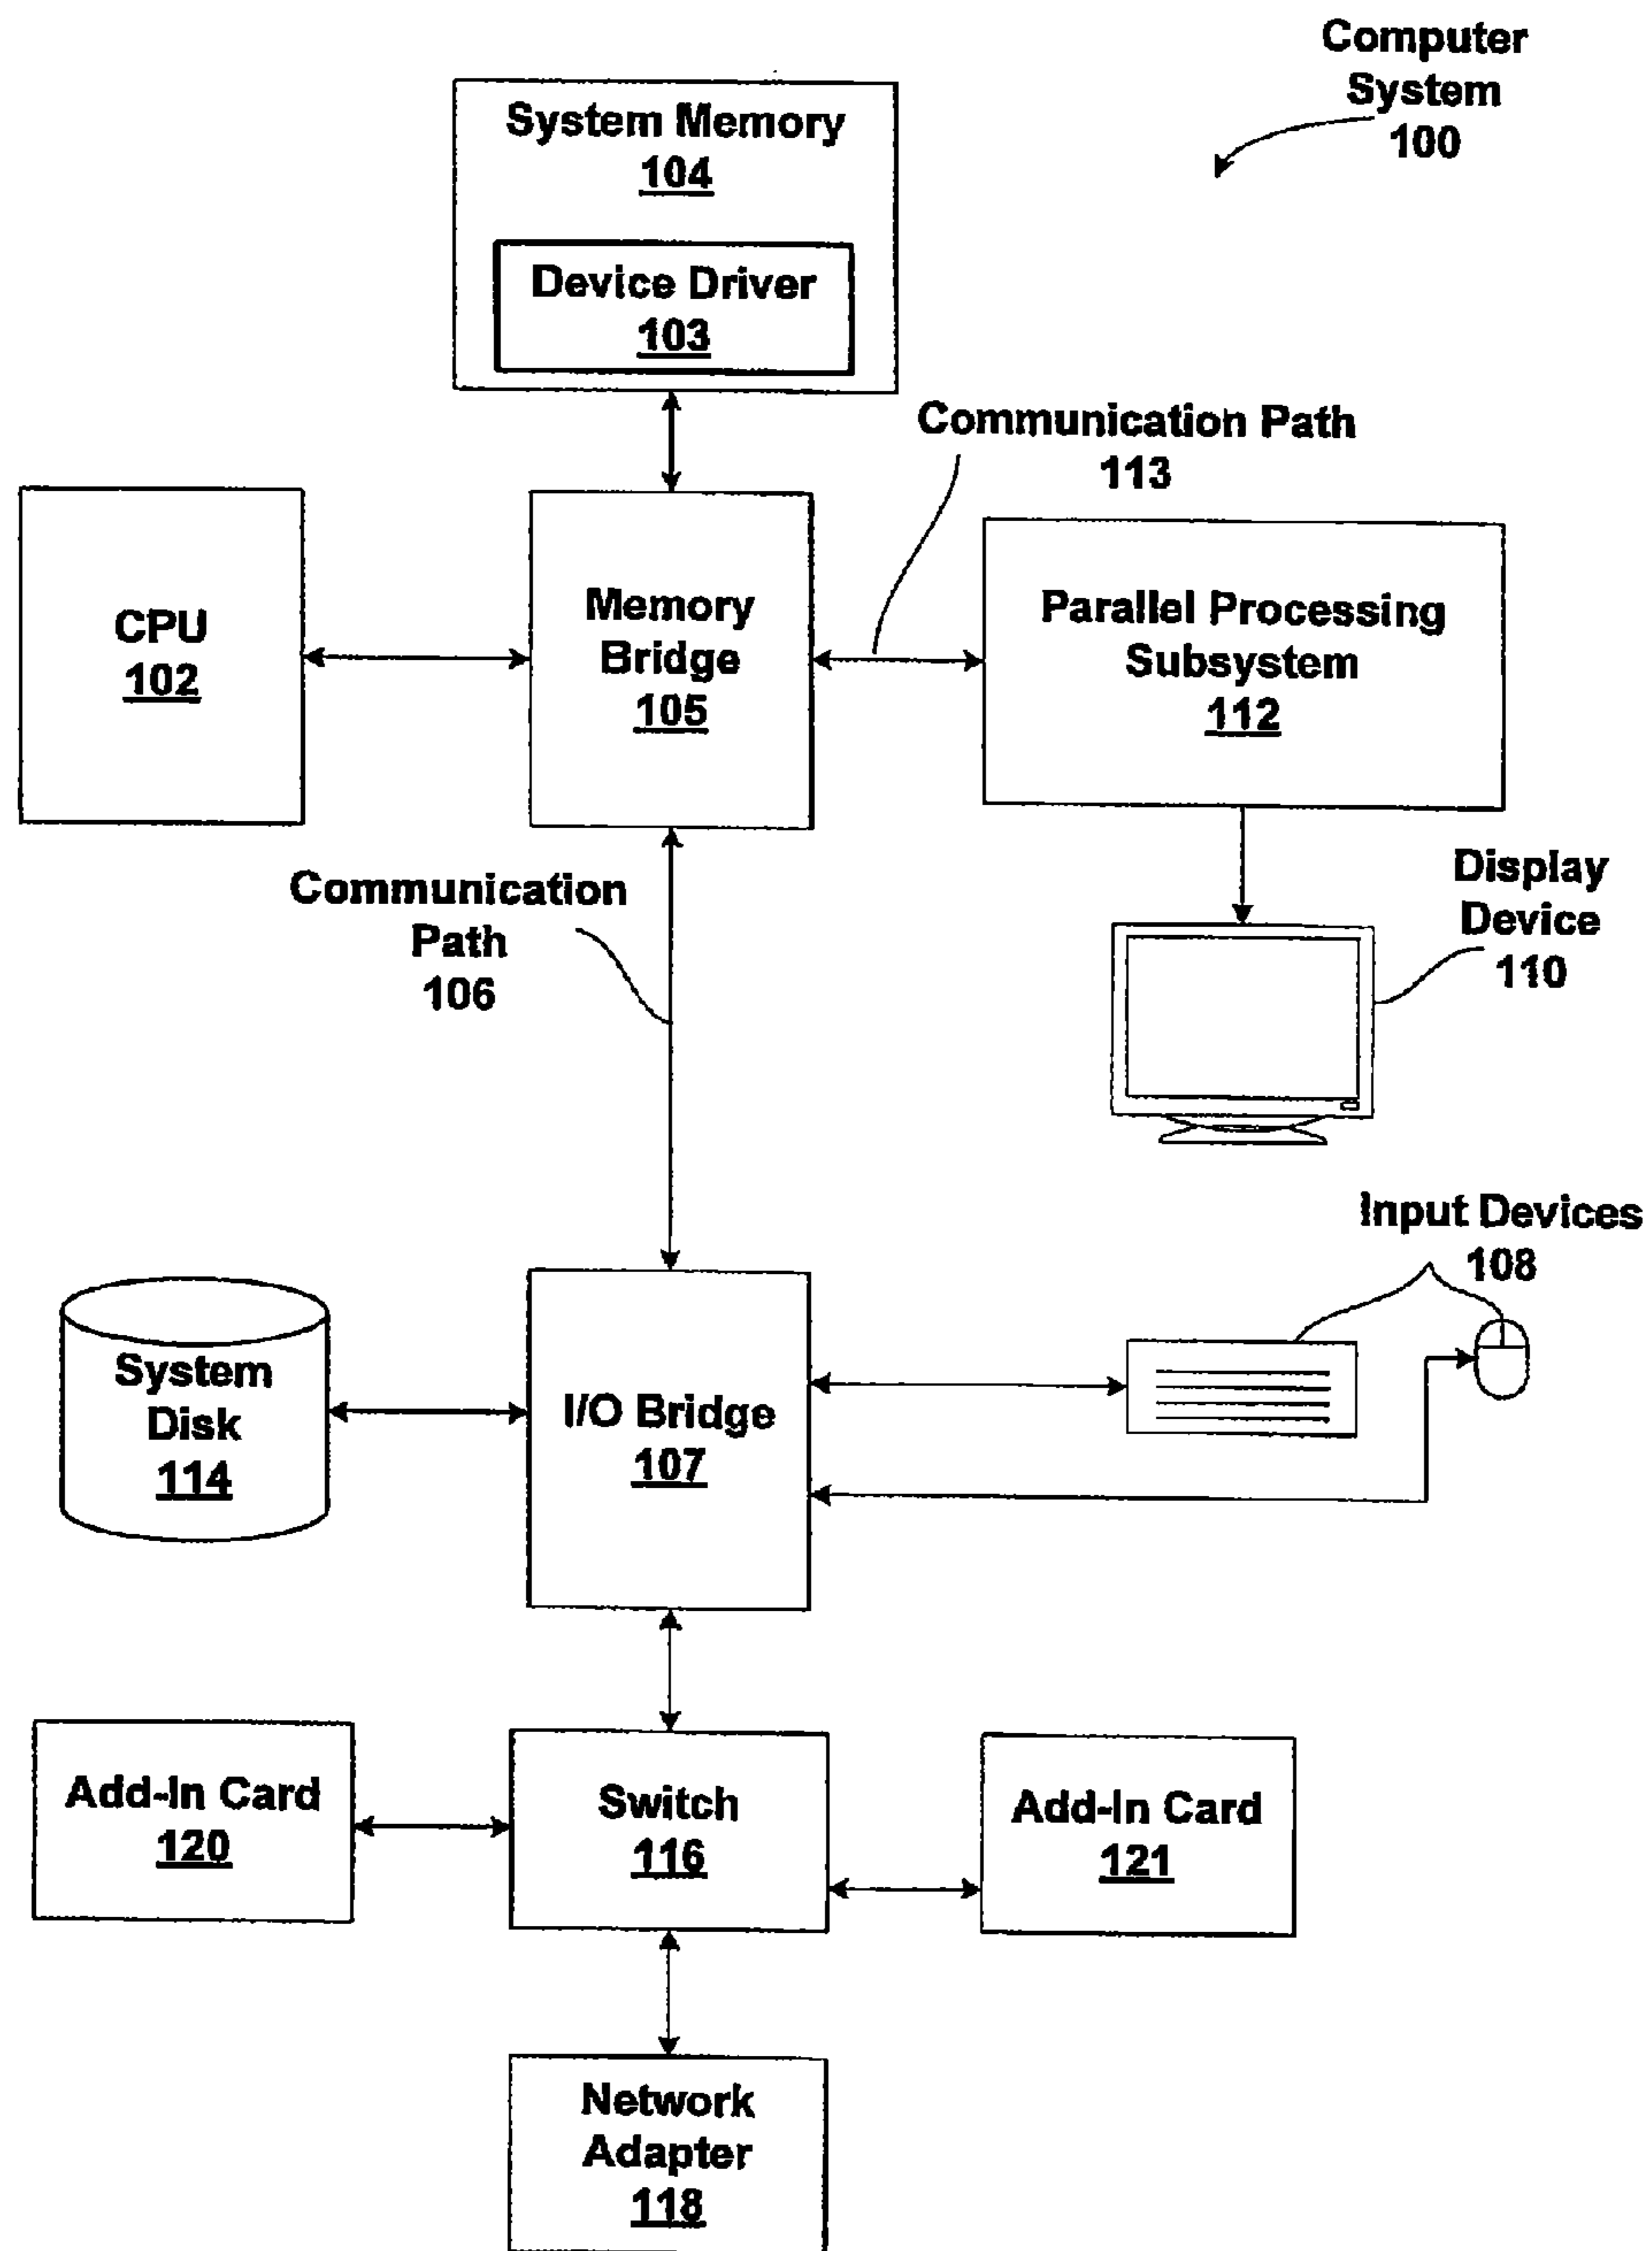 Computer
System
100
System Memory
104
Device Driver
103
Communication Path
113
CPU
102
Memory
Bridge
105
Parallel Processing
Subsystem
112
Communication
Path
106
Display
Device
110
Input Devices
108
System
Disk
114
I/O Bridge
107
Add-In Card
120
Switch
116
Add-In Card
121
Network
Adapter
118